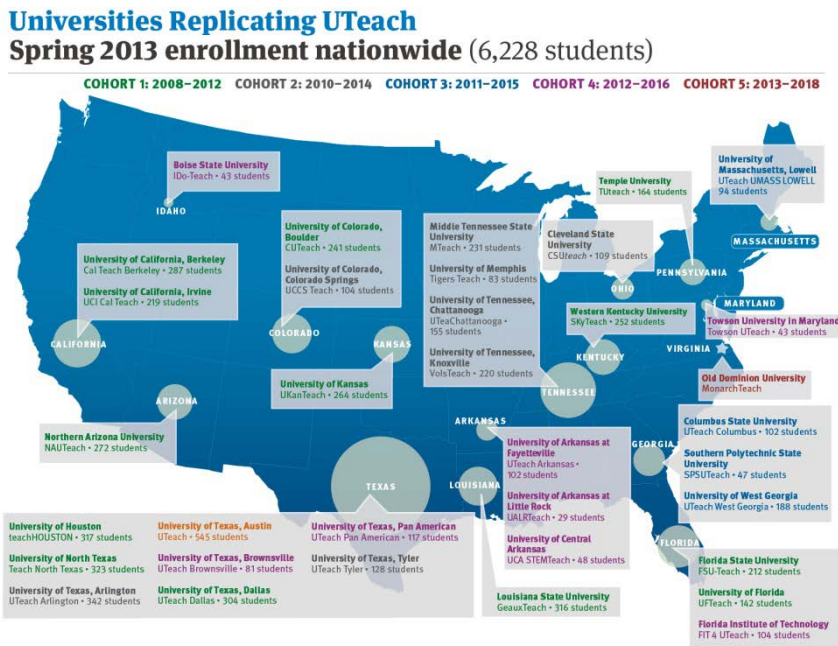 Universities Replicating UTeach
Spring 2013 enrollment nationwide (6,228 students)
COHORT 1: 2008–2012 COHORT 2: 2010–2014 COHORT 3: 2011–2015 COHORT 4: 2012–2016 COHORT 5: 2013–2018
Boise State University
IDo-Teach • 43 students
IDAHO
University of California, Berkeley
Cal Teach Berkeley • 287 students
University of California, Irvine
UCI Cal Teach • 219 students
CALIFORNIA
University of Colorado,
Boulder
CUTeach • 241 students
University of Colorado,
Colorado Springs
UCCS Teach • 104 students
COLORADO
KANSAS
University of Kansas
UKanTeach • 264 students
ARIZONA
Northern Arizona University
NAUTeach • 272 students
Middle Tennessee State
University
MTeach • 231 students
University of Memphis
Tigers Teach • 83 students
University of Tennessee,
Chattanooga
UTeaChattanooga •
155 students
University of Tennessee,
Knoxville
VolsTeach • 220 students
TENNESSEE
Cleveland State
University
CSUteach • 109 students
OHIO
Temple University
TUteach • 164 students
PENNSYLVANIA
University of
Massachusetts, Lowell
UTeach UMASS LOWELL
94 students
MASSACHUSETTS
MARYLAND
Towson University in Maryland
Towson UTeach • 43 students
Western Kentucky University
SKyTeach • 252 students
KENTUCKY
VIRGINIA
Old Dominion University
MonarchTeach
ARKANSAS
University of Arkansas at
Fayetteville
UTeach Arkansas •
102 students
University of Arkansas at
Little Rock
UALRTeach • 29 students
University of Central
Arkansas
UCA STEMTeach • 48 students
GEORGIA
Columbus State University
UTeach Columbus • 102 students
Southern Polytechnic State
University
SPSUTeach • 47 students
University of West Georgia
UTeach West Georgia • 188 students
TEXAS
LOUISIANA
Louisiana State University
GeauxTeach • 316 students
FLORIDA
Florida State University
FSU-Teach • 212 students
University of Florida
UFTeach • 142 students
Florida Institute of Technology
FIT 4 UTeach • 104 students
University of Houston
teachHOUSTON • 317 students
University of North Texas
Teach North Texas • 323 students
University of Texas, Arlington
UTeach Arlington • 342 students
University of Texas, Austin
UTeach • 545 students
University of Texas, Brownsville
UTeach Brownsville • 81 students
University of Texas, Dallas
UTeach Dallas • 304 students
University of Texas, Pan American
UTeach Pan American • 117 students
University of Texas, Tyler
UTeach Tyler • 128 students